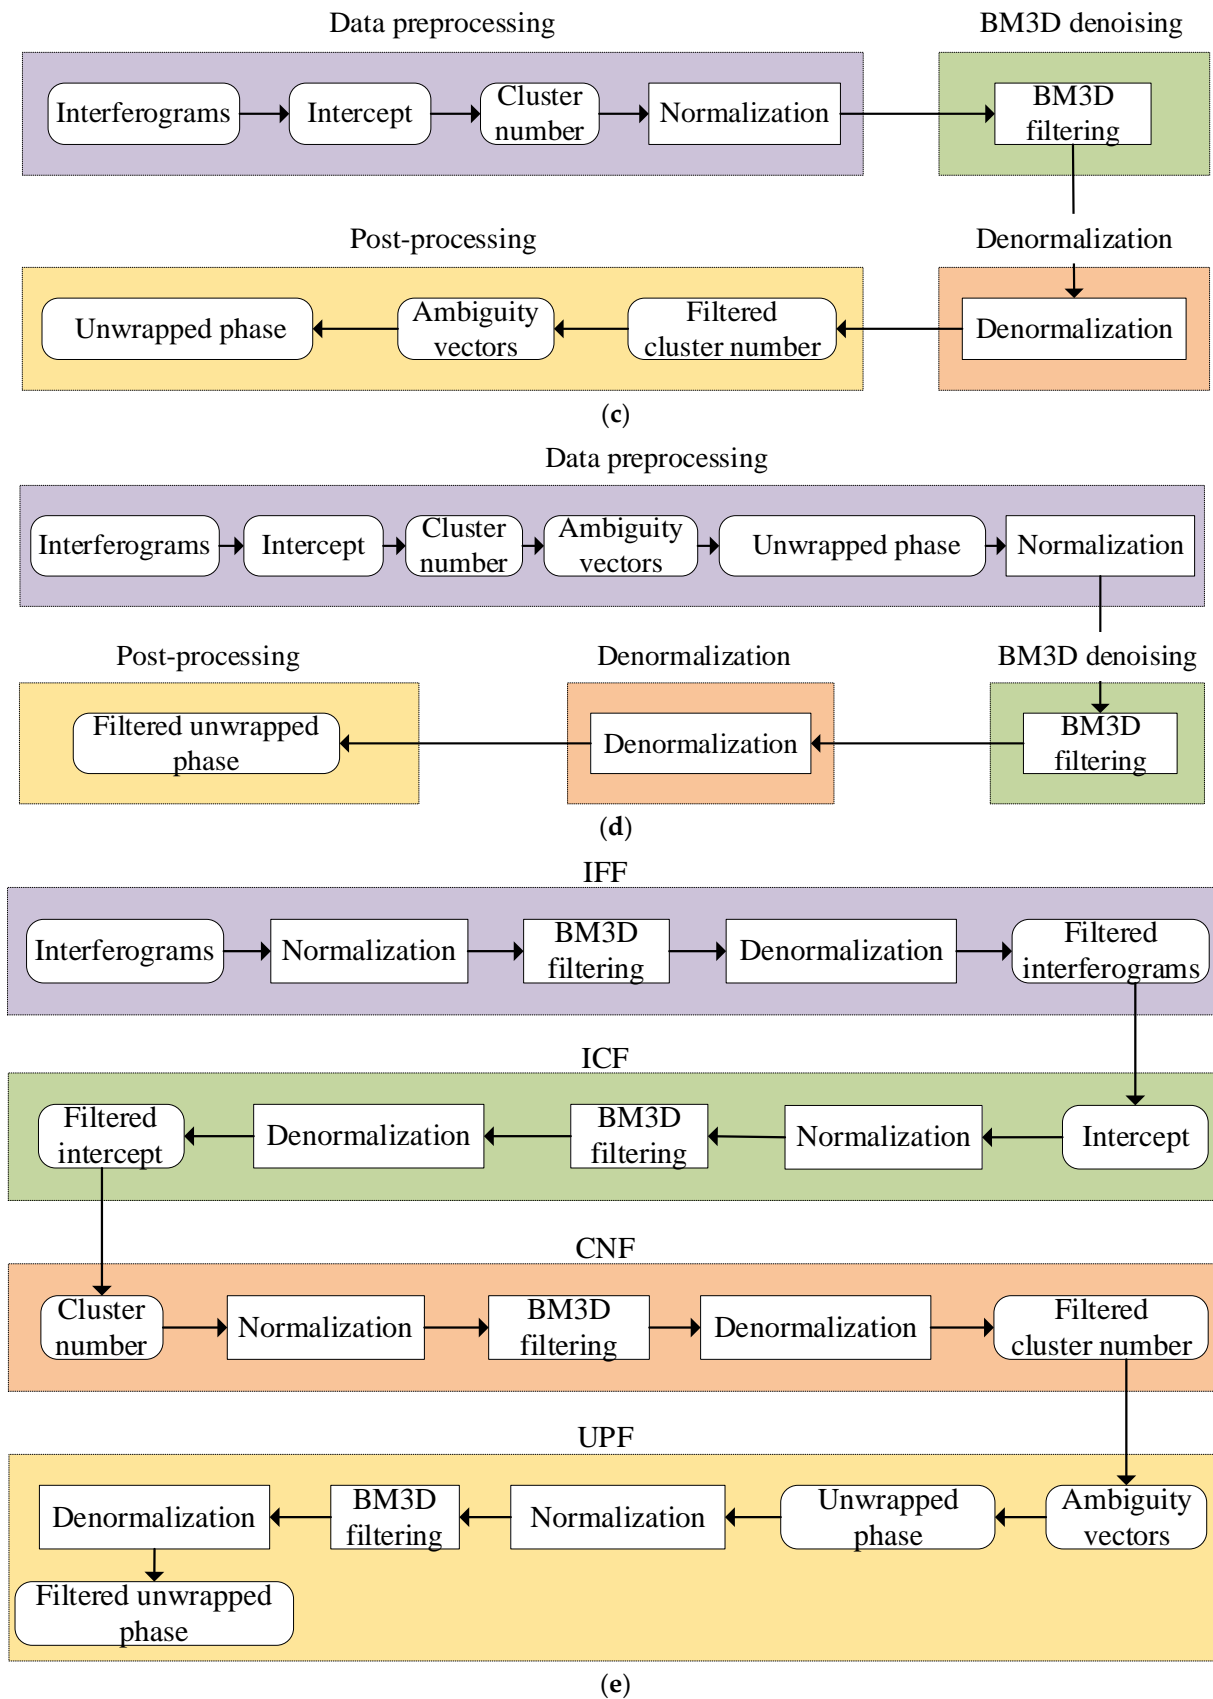 Data preprocessing
BM3D denoising
Interferograms
Intercept
Cluster
number
Normalization
BM3D
filtering
Post-processing
Denormalization
Unwrapped phase
Ambiguity
vectors
Filtered
cluster number
Denormalization
(c)
Data preprocessing
Interferograms
Intercept
Cluster
number
Ambiguity
vectors
Unwrapped phase
Normalization
Post-processing
Denormalization
BM3D denoising
Filtered unwrapped
phase
Denormalization
BM3D
filtering
(d)
IFF
Interferograms
Normalization
BM3D
filtering
Denormalization
Filtered
interferograms
ICF
Filtered
intercept
Denormalization
BM3D
filtering
Normalization
Intercept
CNF
Cluster
number
Normalization
BM3D
filtering
Denormalization
Filtered
cluster number
UPF
Denormalization
BM3D
filtering
Normalization
Unwrapped
phase
Ambiguity
vectors
Filtered unwrapped
phase
(e)